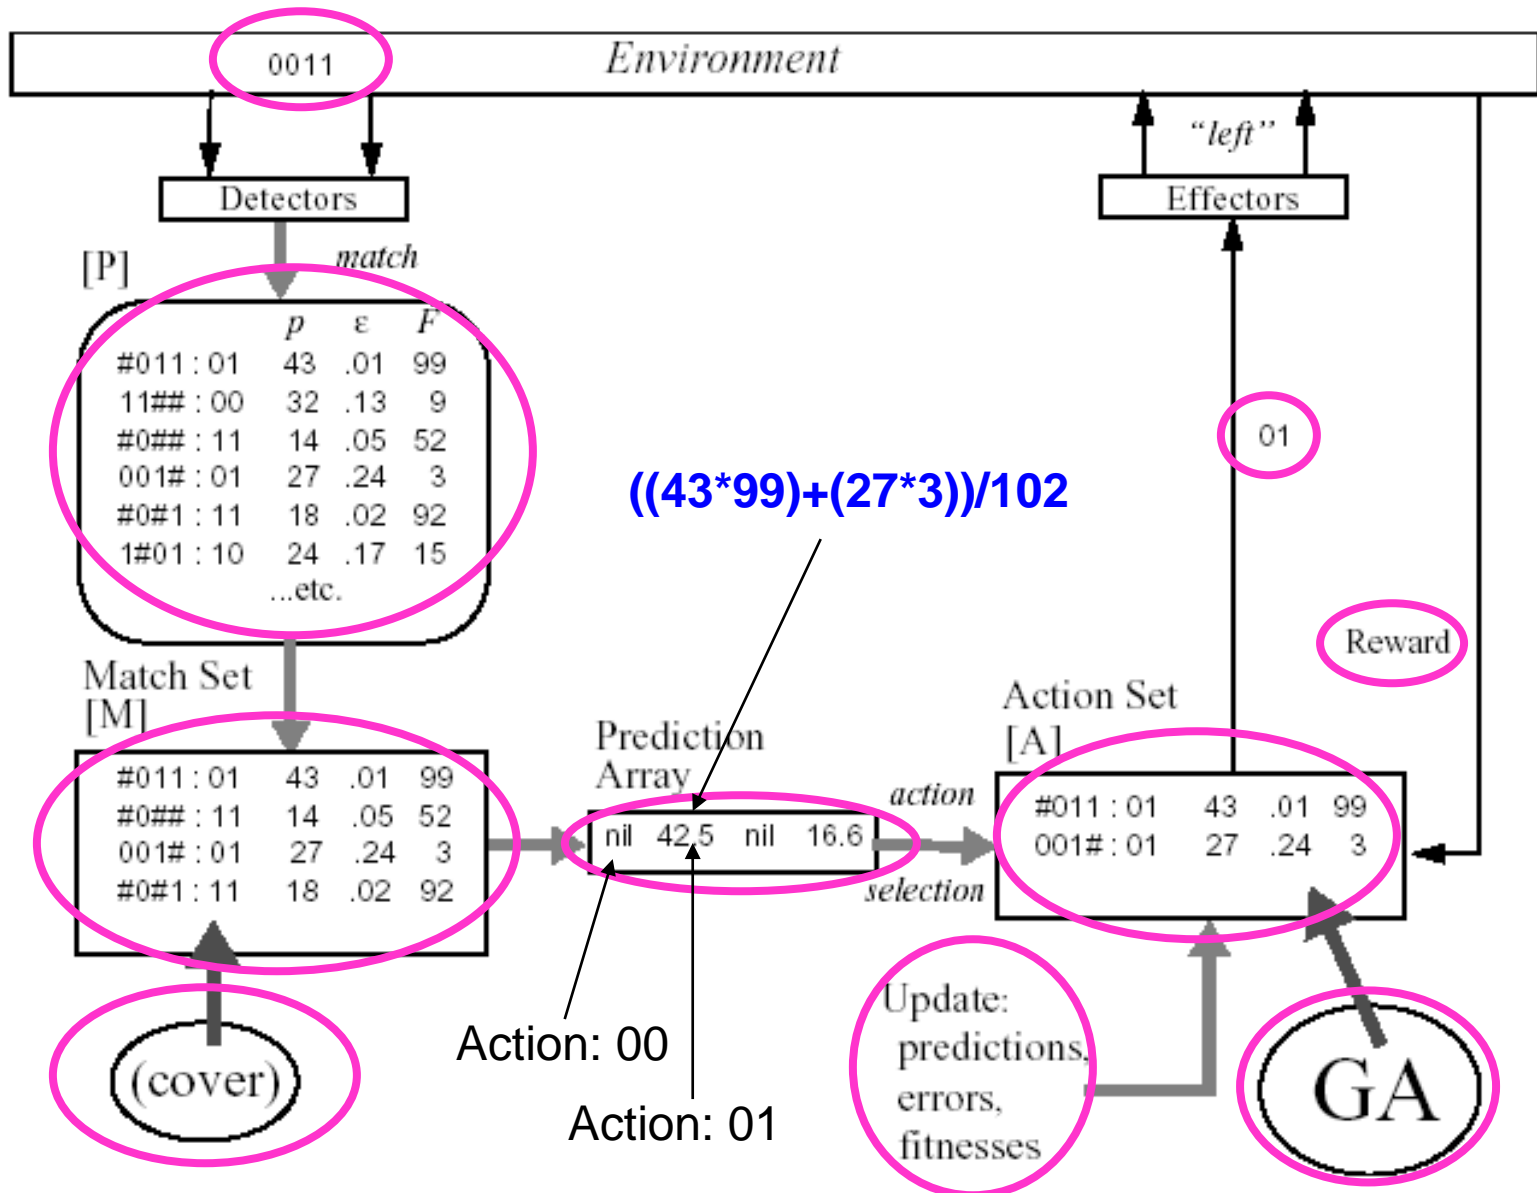 0011
Environment
"left"
Detectors
Effectors
[P]
match
p ε F
#011 : 01 43 .01 99
11## : 00 32 .13 9
#0## : 11 14 .05 52
001# : 01 27 .24 3
#0#1 : 11 18 .02 92
1#01 : 10 24 .17 15
...etc.
01
((43*99)+(27*3))/102
Reward
Match Set
[M]
#011 : 01 43 .01 99
#0## : 11 14 .05 52
001# : 01 27 .24 3
#0#1 : 11 18 .02 92
Prediction
Array
nil 42.5 nil 16.6
action
selection
Action Set
[A]
#011 : 01 43 .01 99
001# : 01 27 .24 3
(cover)
Action: 00
Action: 01
Update:
predictions,
errors,
fitnesses
GA